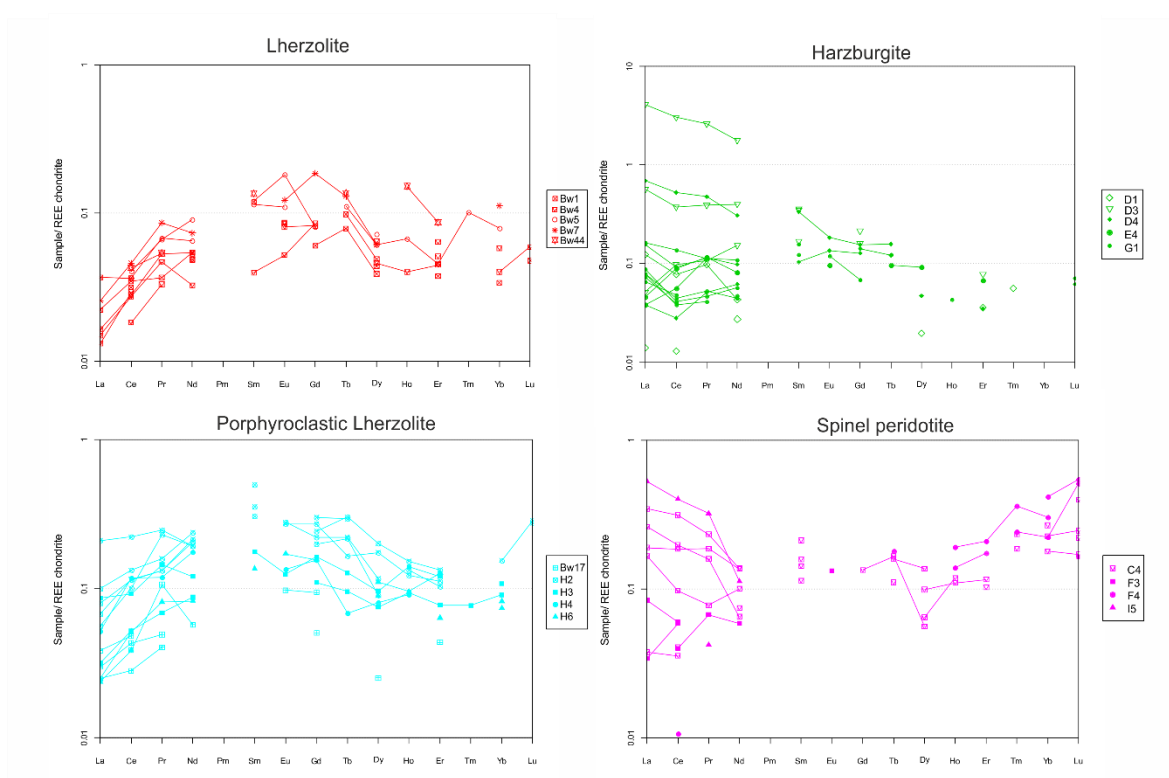 Lherzolite
Sample/ REE chondrite
1
0.1
0.01
La Ce Pr Nd Pm Sm Eu Gd Tb Dy Ho Er Tm Yb Lu
Bw1
Bw4
Bw5
Bw7
Bw44
Harzburgite
Sample/ REE chondrite
10
1
0.1
0.01
La Ce Pr Nd Pm Sm Eu Gd Tb Dy Ho Er Tm Yb Lu
D1
D3
D4
E4
G1
Porphyroclastic Lherzolite
Sample/ REE chondrite
1
0.1
0.01
La Ce Pr Nd Pm Sm Eu Gd Tb Dy Ho Er Tm Yb Lu
Bw17
H2
H3
H4
H6
Spinel peridotite
Sample/ REE chondrite
1
0.1
0.01
La Ce Pr Nd Pm Sm Eu Gd Tb Dy Ho Er Tm Yb Lu
C4
F3
F4
I5